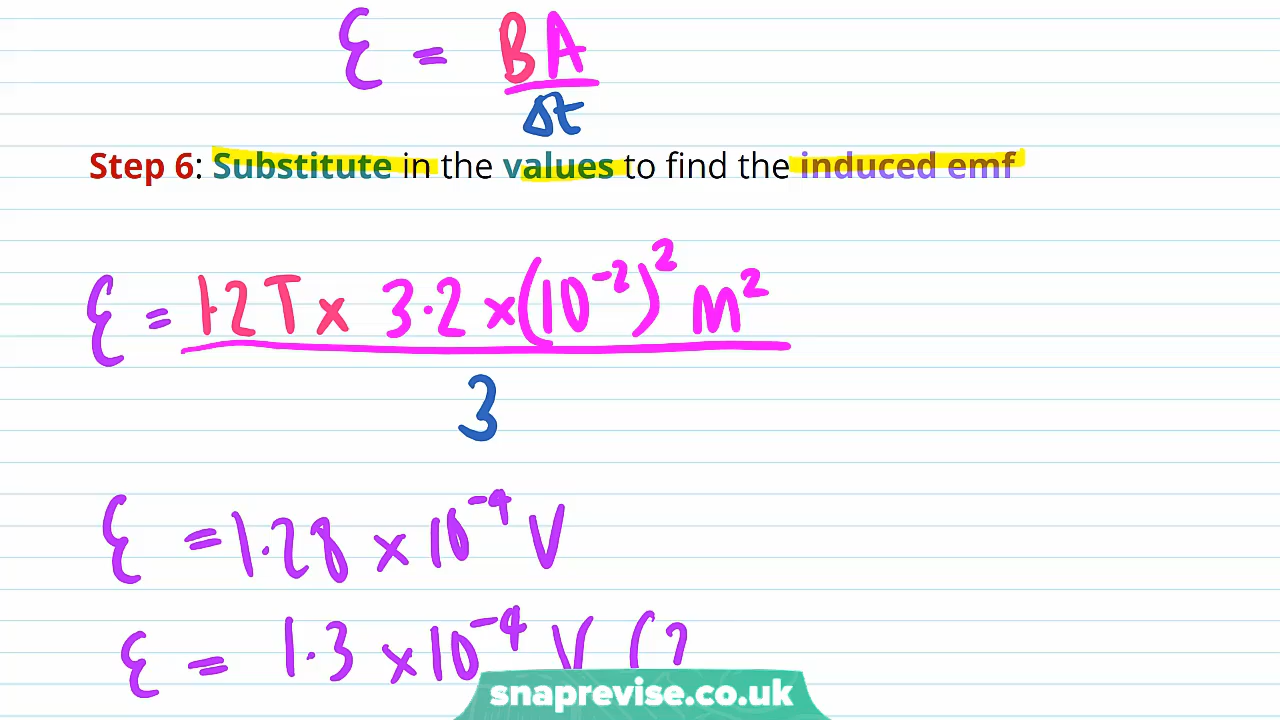 ℰ = BA
Δt
Step 6: Substitute in the values to find the induced emf
ℰ = 1.2T × 3.2 × (10⁻²)² m²
3
ℰ = 1.28 × 10⁻⁴ V
ℰ = 1.3 × 10⁻⁴ V (2
snaprevise.co.uk